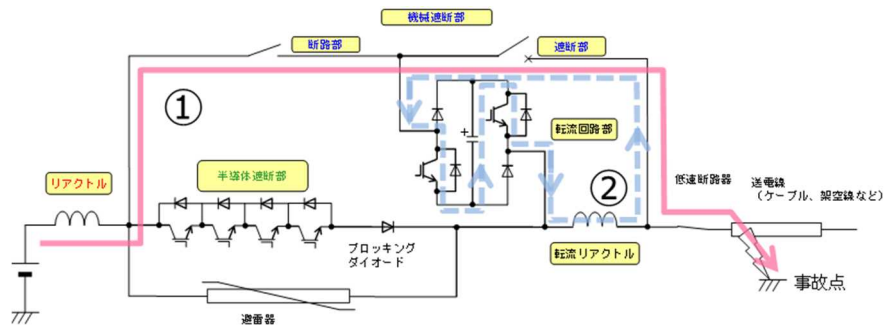 機械遮断部
断路部
遮断部
①
転流回路部
+
リアクトル
半導体遮断部
②
低速断路器
送電線
（ケーブル、架空線など）
ブロッキング
ダイオード
転流リアクトル
事故点
避雷器